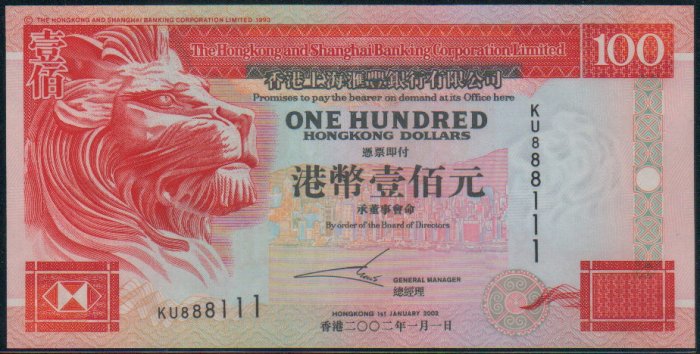 © THE HONGKONG AND SHANGHAI BANKING CORPORATION LIMITED 1993
壹佰
The Hongkong and Shanghai Banking Corporation Limited
100
香港上海滙豐銀行有限公司
Promises to pay the bearer on demand at its Office here
ONE HUNDRED
HONGKONG DOLLARS
憑票即付
港幣壹佰元
承董事會命
By order of the Board of Directors
KU888111
GENERAL MANAGER
總經理
KU888111
HONGKONG 1st JANUARY 2002
香港二〇〇二年一月一日